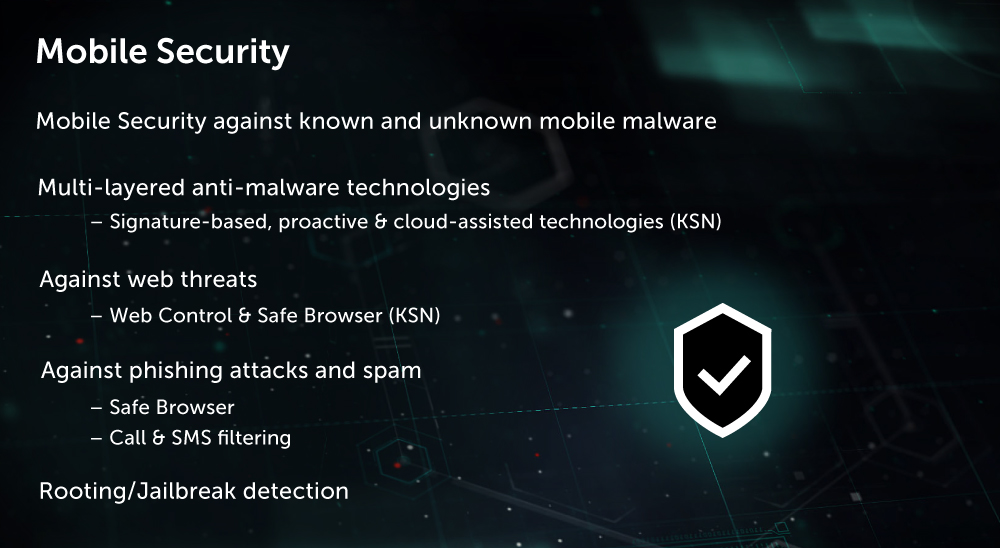 Mobile Security
Mobile Security against known and unknown mobile malware
Multi-layered anti-malware technologies
– Signature-based, proactive & cloud-assisted technologies (KSN)
Against web threats
– Web Control & Safe Browser (KSN)
Against phishing attacks and spam
– Safe Browser
– Call & SMS filtering
Rooting/Jailbreak detection